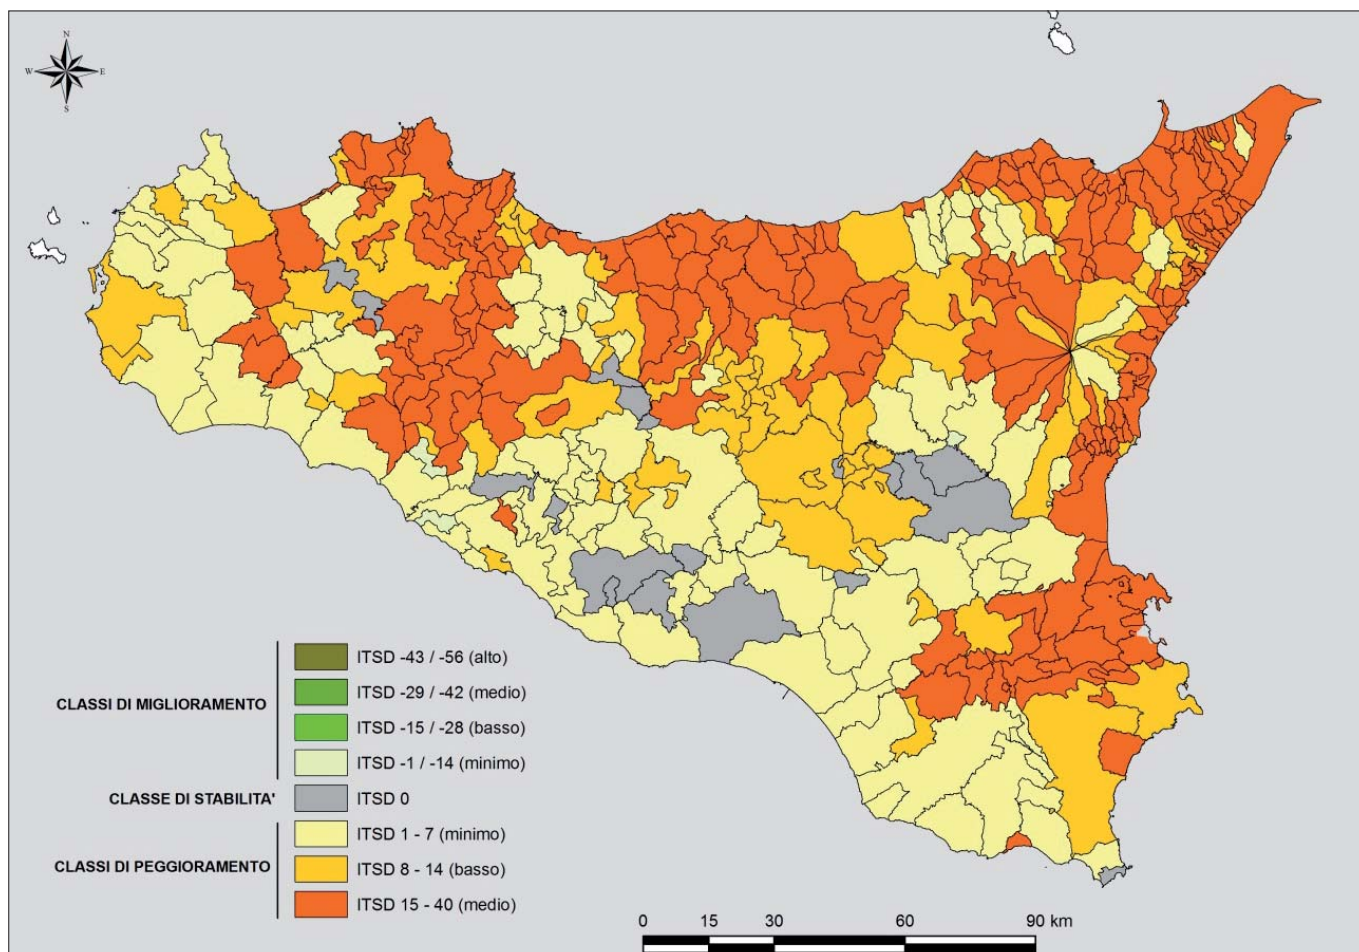 N
W E
S
CLASSI DI MIGLIORAMENTO
ITSD -43 / -56 (alto)
ITSD -29 / -42 (medio)
ITSD -15 / -28 (basso)
ITSD -1 / -14 (minimo)
CLASSE DI STABILITA'
ITSD 0
CLASSI DI PEGGIORAMENTO
ITSD 1 - 7 (minimo)
ITSD 8 - 14 (basso)
ITSD 15 - 40 (medio)
0 15 30 60 90 km